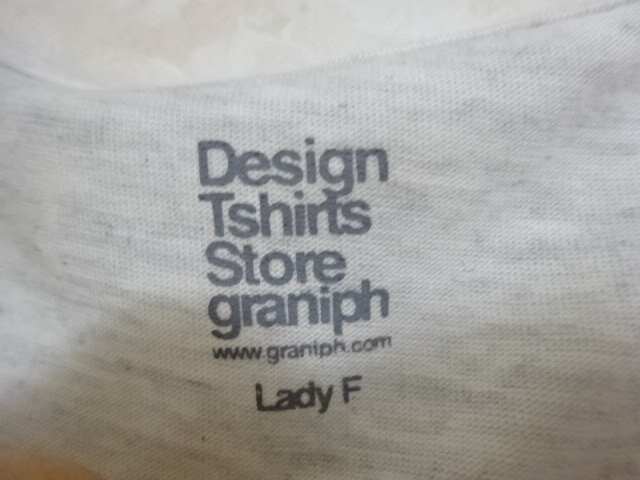 Design
Tshirts
Store
graniph
www.graniph.com
Lady F